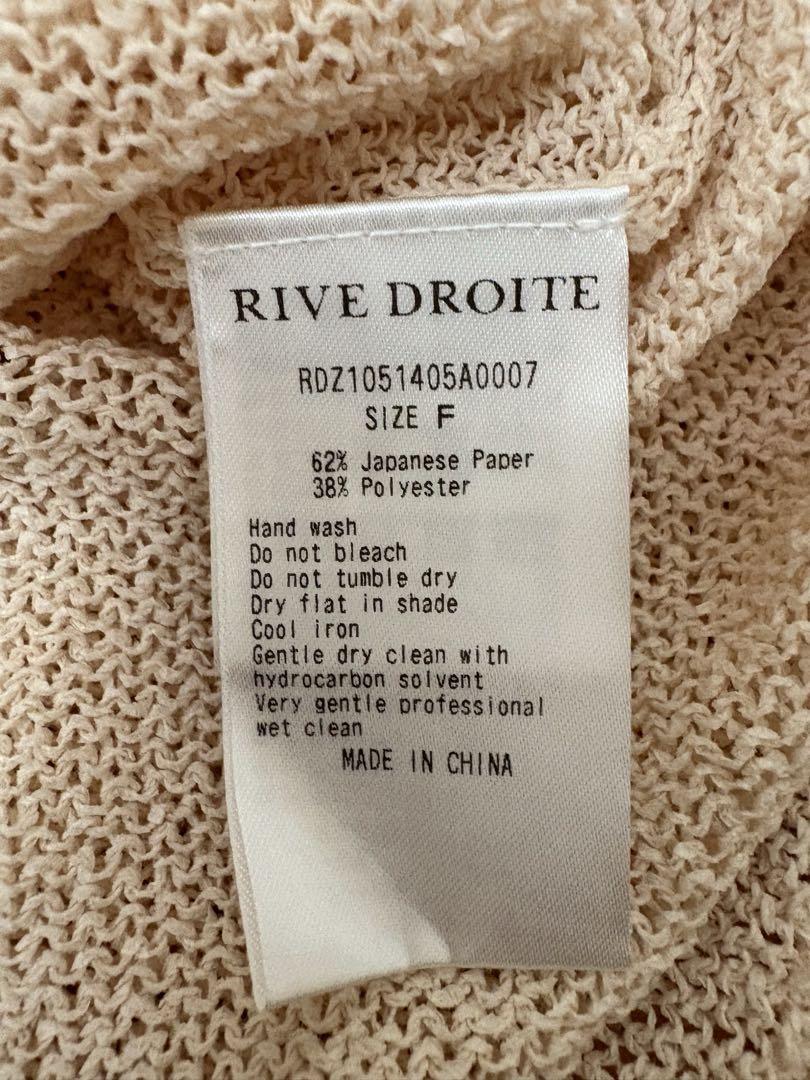 RIVE DROITE
RDZ1051405A0007
SIZE F
62% Japanese Paper
38% Polyester
Hand wash
Do not bleach
Do not tumble dry
Dry flat in shade
Cool iron
Gentle dry clean with
hydrocarbon solvent
Very gentle professional
wet clean
MADE IN CHINA